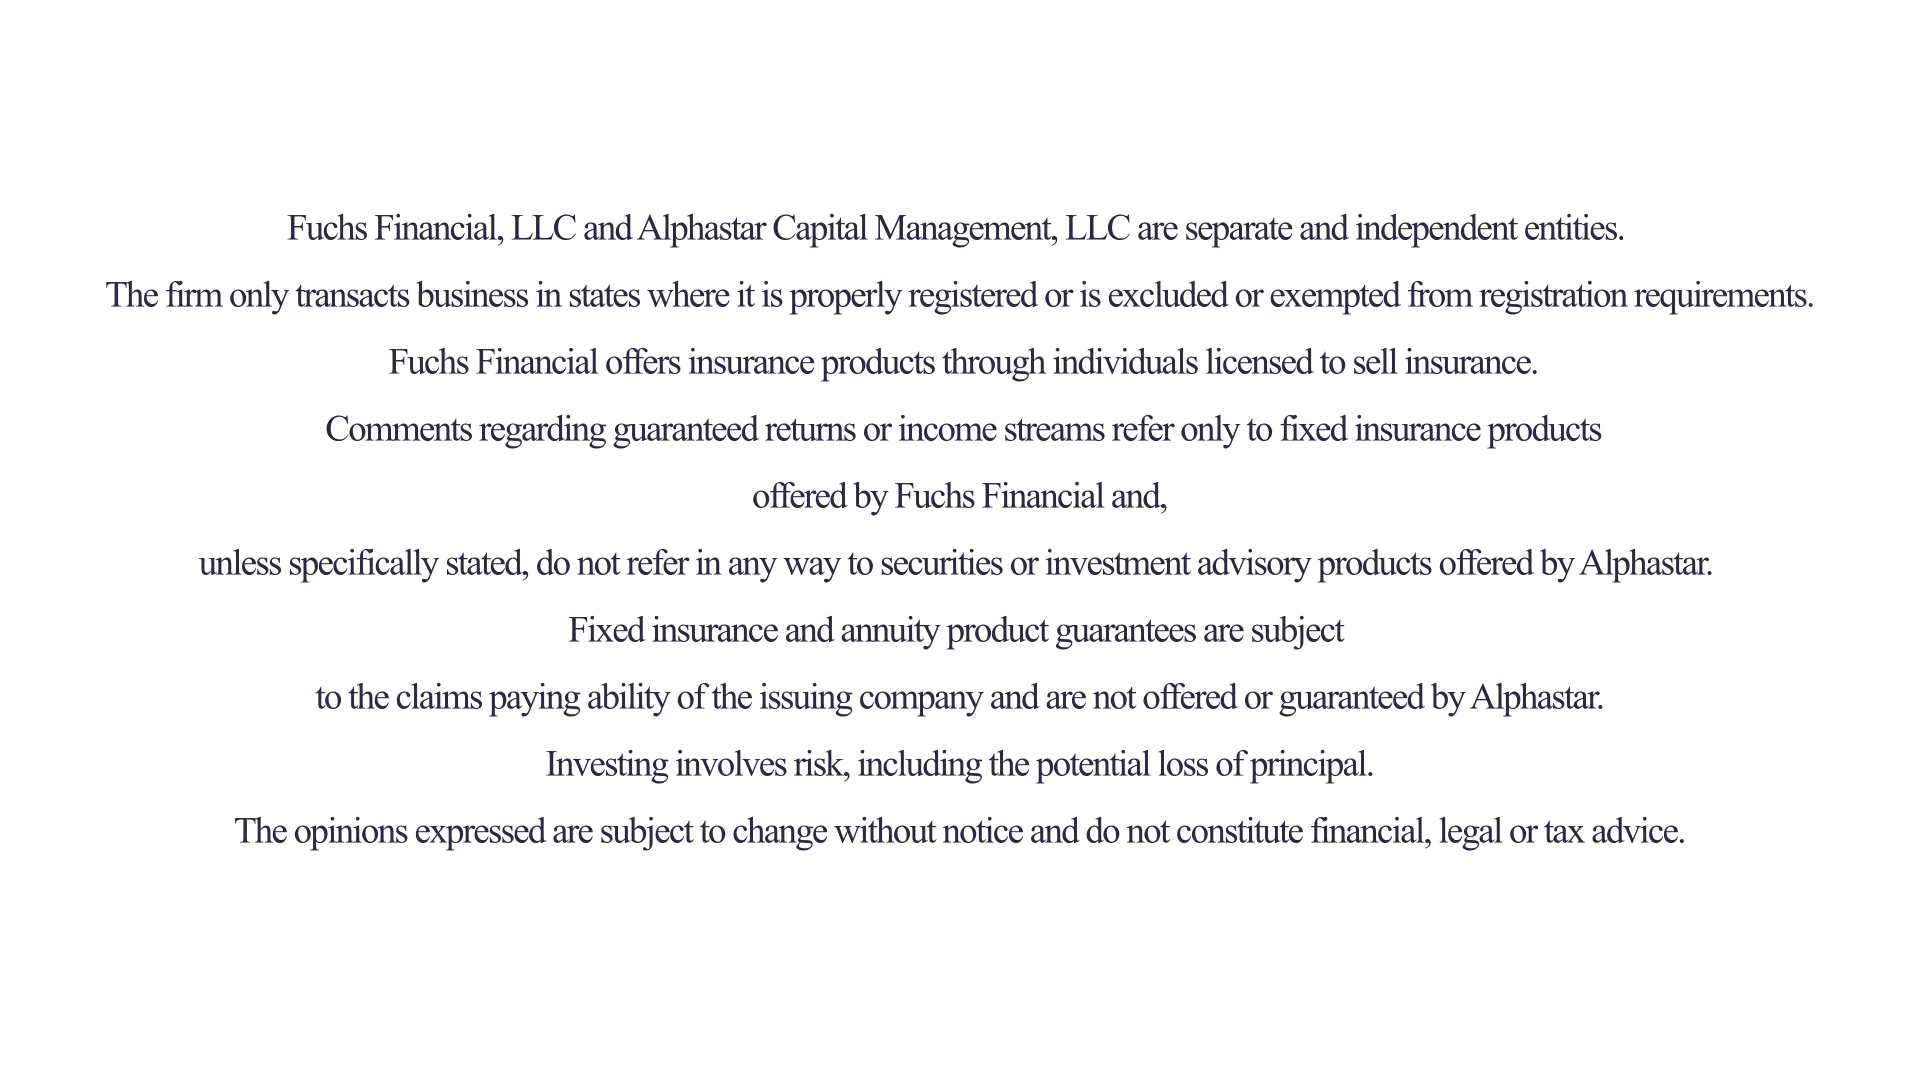 Fuchs Financial, LLC and Alphastar Capital Management, LLC are separate and independent entities.
The firm only transacts business in states where it is properly registered or is excluded or exempted from registration requirements.
Fuchs Financial offers insurance products through individuals licensed to sell insurance.
Comments regarding guaranteed returns or income streams refer only to fixed insurance products
offered by Fuchs Financial and,
unless specifically stated, do not refer in any way to securities or investment advisory products offered by Alphastar.
Fixed insurance and annuity product guarantees are subject
to the claims paying ability of the issuing company and are not offered or guaranteed by Alphastar.
Investing involves risk, including the potential loss of principal.
The opinions expressed are subject to change without notice and do not constitute financial, legal or tax advice.